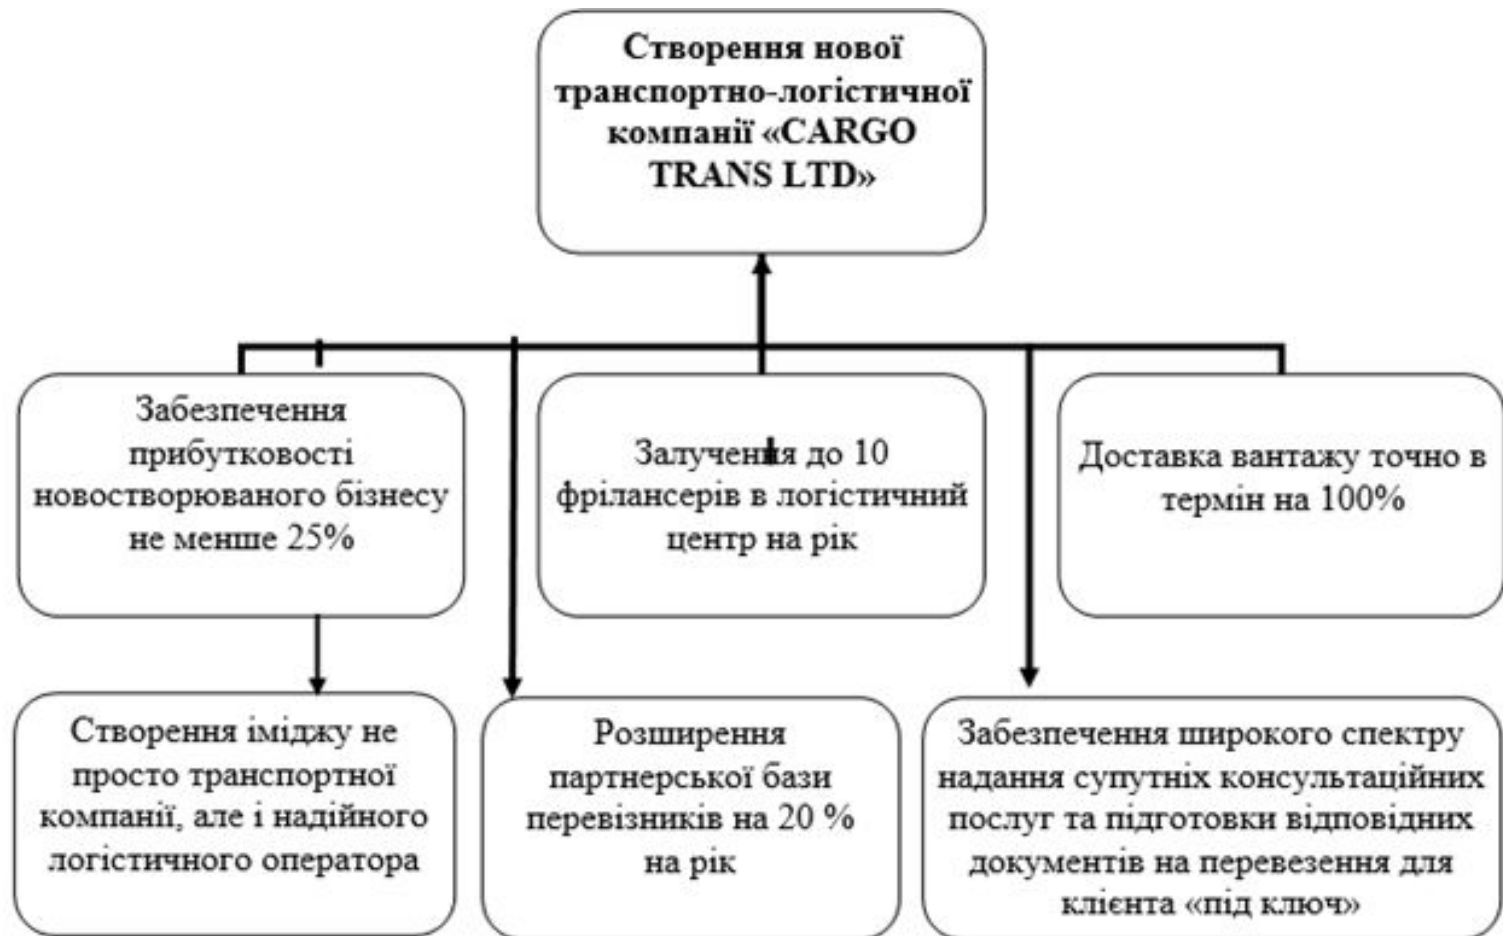 Створення нової
транспортно-логістичної
компанії «CARGO
TRANS LTD»
Забезпечення
прибутковості
новостворюваного бізнесу
не менше 25%
Залучення до 10
фрілансерів в логістичний
центр на рік
Доставка вантажу точно в
термін на 100%
Створення іміджу не
просто транспортної
компанії, але і надійного
логістичного оператора
Розширення
партнерської бази
перевізників на 20 %
на рік
Забезпечення широкого спектру
надання супутніх консультаційних
послуг та підготовки відповідних
документів на перевезення для
клієнта «під ключ»